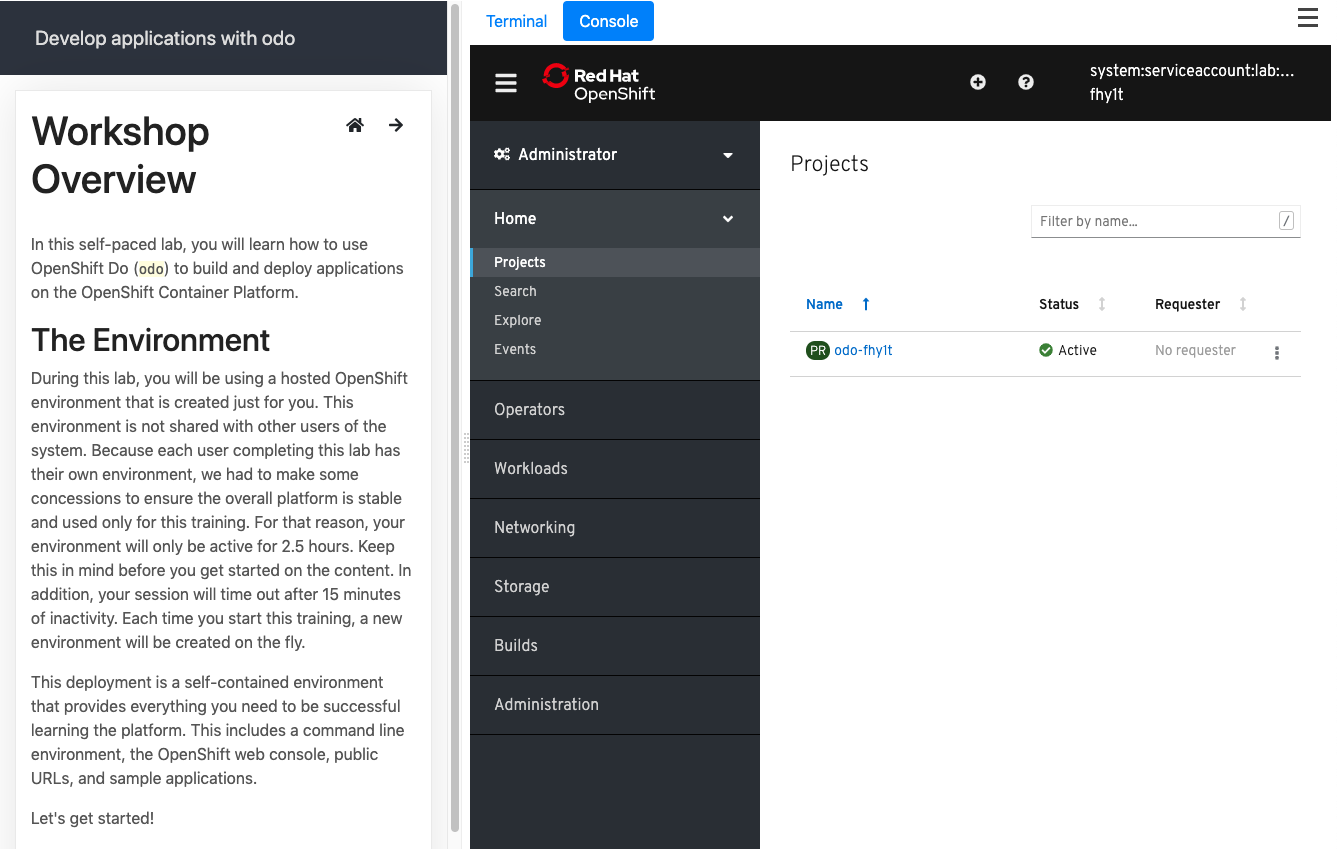 Develop applications with odo
Workshop
Overview
In this self-paced lab, you will learn how to use
OpenShift Do (odo) to build and deploy applications
on the OpenShift Container Platform.
The Environment
During this lab, you will be using a hosted OpenShift
environment that is created just for you. This
environment is not shared with other users of the
system. Because each user completing this lab has
their own environment, we had to make some
concessions to ensure the overall platform is stable
and used only for this training. For that reason, your
environment will only be active for 2.5 hours. Keep
this in mind before you get started on the content. In
addition, your session will time out after 15 minutes
of inactivity. Each time you start this training, a new
environment will be created on the fly.
This deployment is a self-contained environment
that provides everything you need to be successful
learning the platform. This includes a command line
environment, the OpenShift web console, public
URLs, and sample applications.
Let's get started!
Terminal Console
Red Hat
OpenShift
system:serviceaccount:lab:...
fhy1t
Administrator
Home
Projects
Search
Explore
Events
Operators
Workloads
Networking
Storage
Builds
Administration
Projects
Filter by name... /
Name Status Requester
PR odo-fhy1t Active No requester